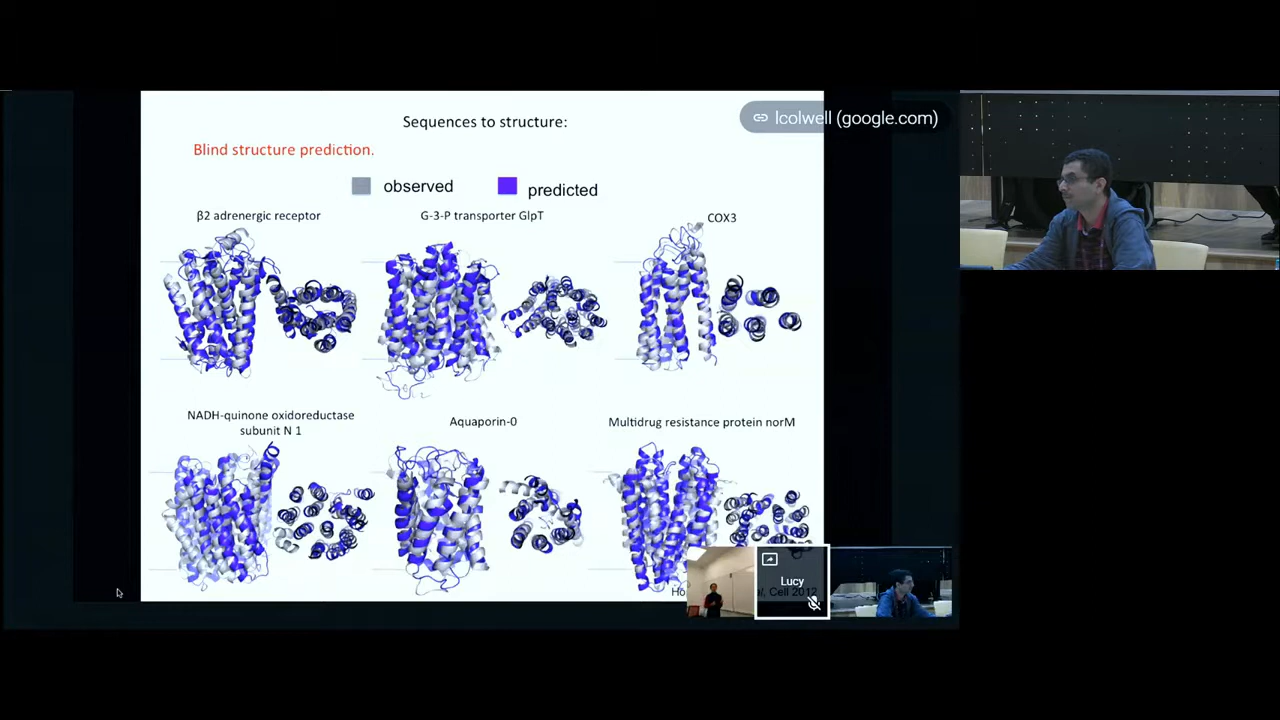 Sequences to structure:
lcolwell (google.com)
Blind structure prediction.
observed
predicted
β2 adrenergic receptor
G-3-P transporter GlpT
COX3
NADH-quinone oxidoreductase
subunit N 1
Aquaporin-0
Multidrug resistance protein norM
Lucy
Cell 2012